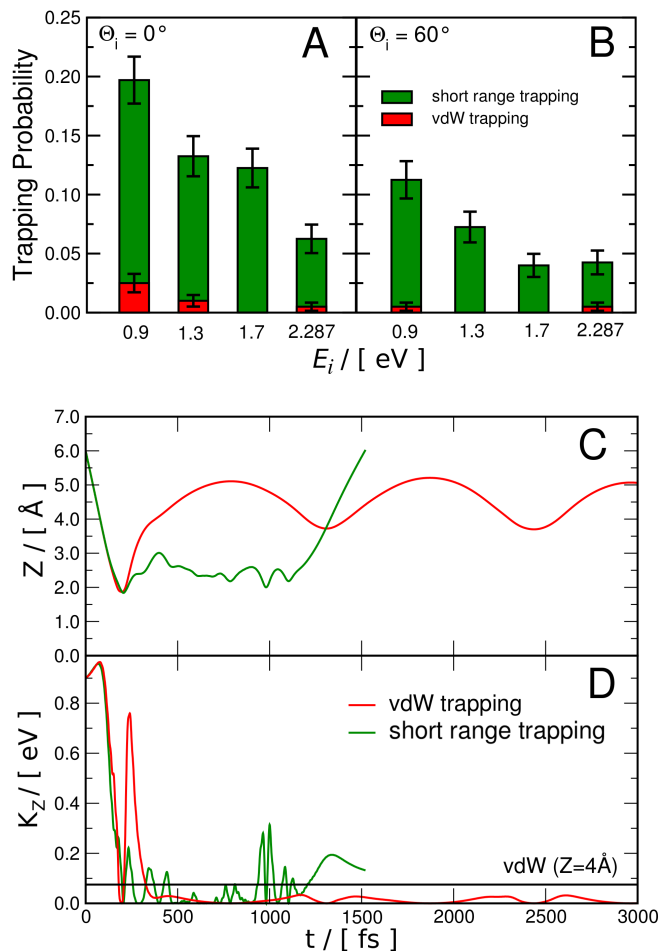 Θi = 0°
A
Θi = 60°
B
short range trapping
vdW trapping
Trapping Probability
0.25
0.20
0.15
0.10
0.05
0.00
0.9 1.3 1.7 2.287 0.9 1.3 1.7 2.287
Ei / [ eV ]
C
Z / [ Å ]
7.0
6.0
5.0
4.0
3.0
2.0
1.0
0.0
D
vdW trapping
short range trapping
KZ / [ eV ]
0.8
0.6
0.4
0.2
0.0
vdW (Z=4Å)
0 500 1000 1500 2000 2500 3000
t / [ fs ]